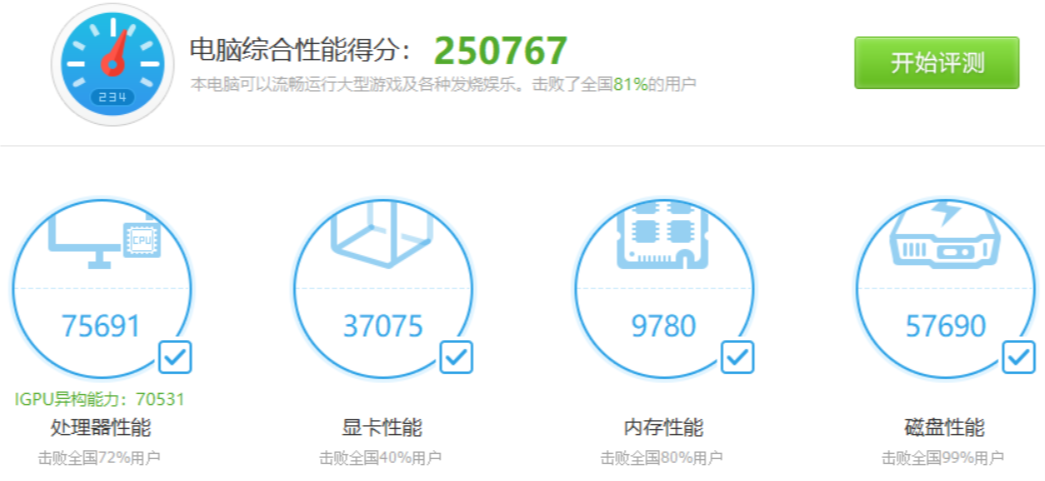 电脑综合性能得分： 250767
本电脑可以流畅运行大型游戏及各种发烧娱乐。击败了全国81%的用户
开始评测
234
CPU
75691
37075
9780
57690
IGPU异构能力：70531
处理器性能
显卡性能
内存性能
磁盘性能
击败全国72%用户
击败全国40%用户
击败全国80%用户
击败全国99%用户